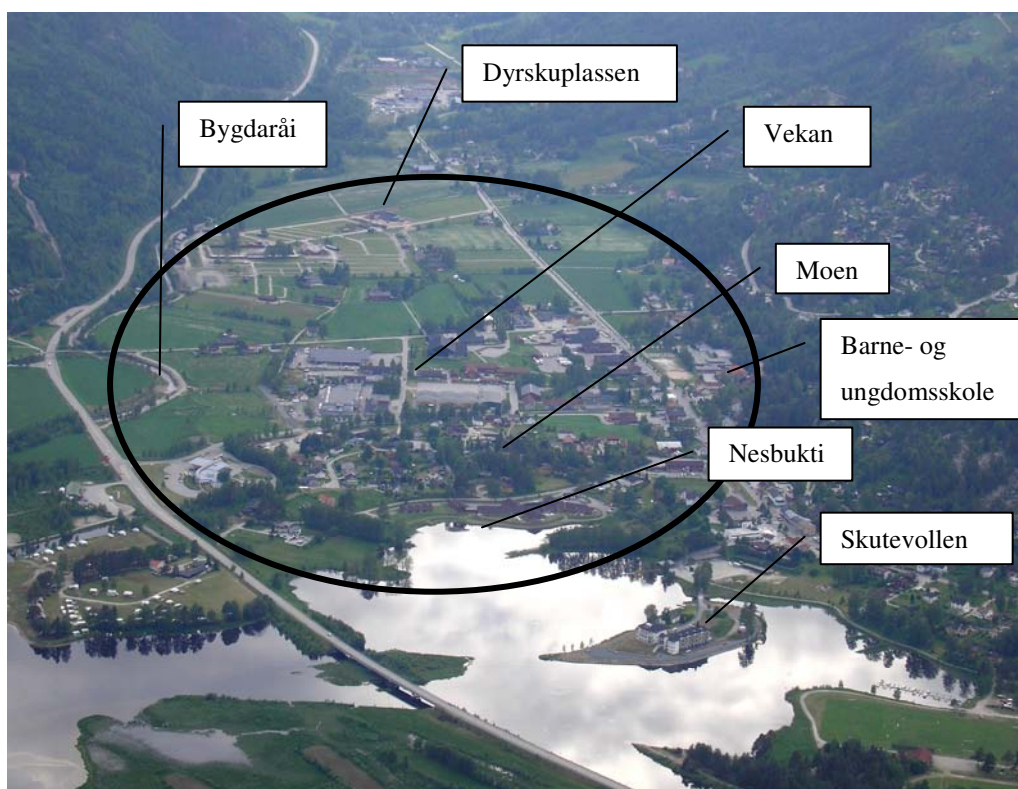 Dyrskuplassen
Bygdaråi
Vekan
Moen
Barne- og
ungdomsskole
Nesbukti
Skutevollen